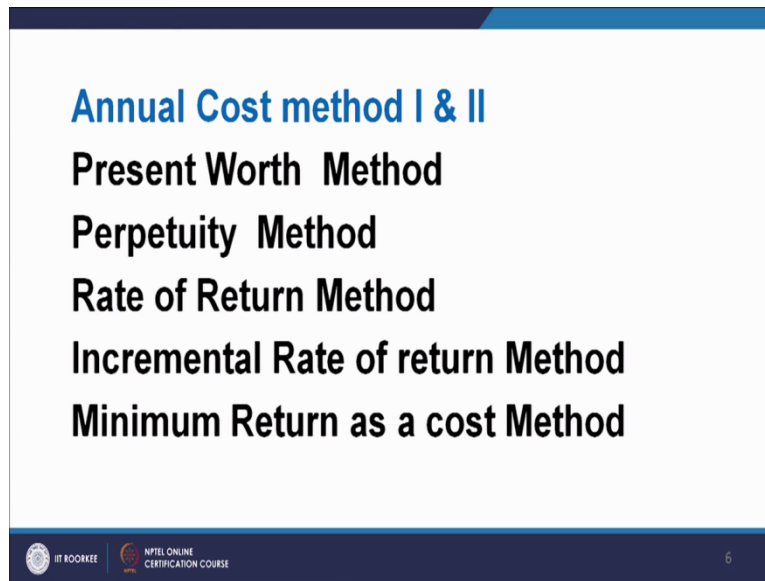 Annual Cost method I & II
Present Worth Method
Perpetuity Method
Rate of Return Method
Incremental Rate of return Method
Minimum Return as a cost Method
IIT ROORKEE
NPTEL ONLINE
CERTIFICATION COURSE
6